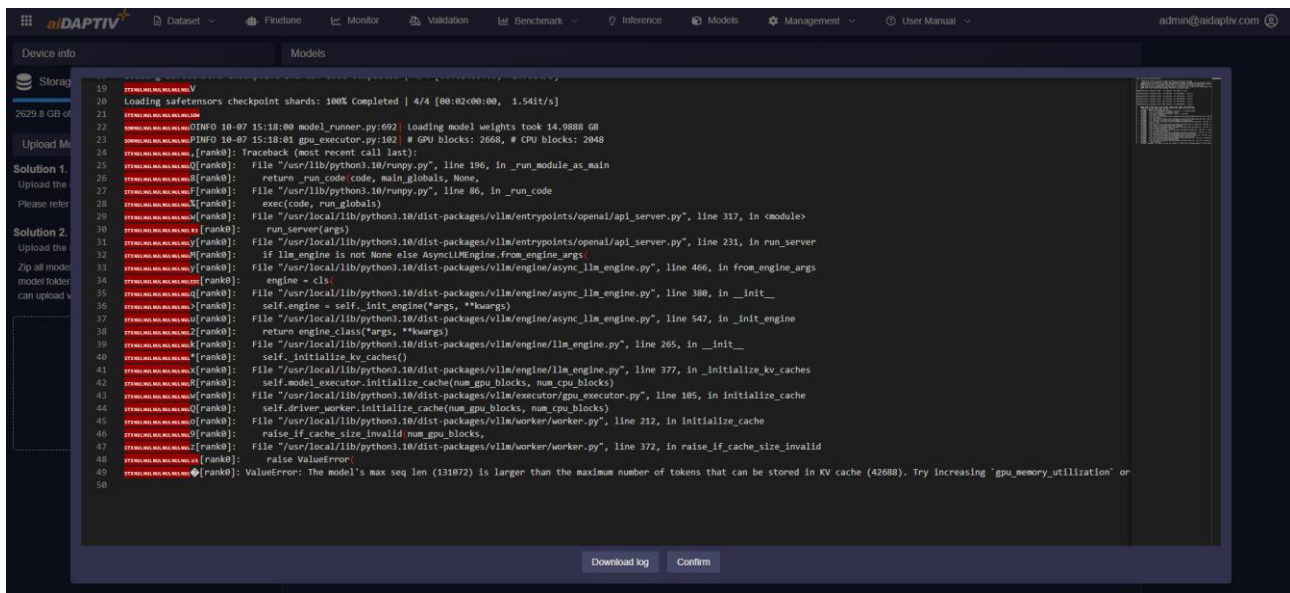 aiDAPTIV
Dataset
Finetune
Monitor
Validation
Benchmark
Inference
Models
Management
User Manual
admin@aidaptiv.com
Device info
Models
Storag
2629.8 GB of
Upload Mo
Solution 1.
Upload the
Please refer
Solution 2.
Upload the
Zip all model
model folder
can upload v
19 V
20 Loading safetensors checkpoint shards: 100% Completed | 4/4 [00:02<00:00, 1.54it/s]
21
22 OINFO 10-07 15:18:00 model_runner.py:692] Loading model weights took 14.9888 GB
23 PINFO 10-07 15:18:01 gpu_executor.py:102] # GPU blocks: 2668, # CPU blocks: 2048
24 ,[rank0]: Traceback (most recent call last):
25 Q[rank0]: File "/usr/lib/python3.10/runpy.py", line 196, in _run_module_as_main
26 8[rank0]: return _run_code(code, main_globals, None,
27 F[rank0]: File "/usr/lib/python3.10/runpy.py", line 86, in _run_code
28 %[rank0]: exec(code, run_globals)
29 w[rank0]: File "/usr/local/lib/python3.10/dist-packages/vllm/entrypoints/openai/api_server.py", line 317, in <module>
30 [rank0]: run_server(args)
31 y[rank0]: File "/usr/local/lib/python3.10/dist-packages/vllm/entrypoints/openai/api_server.py", line 231, in run_server
32 M[rank0]: if llm_engine is not None else AsyncLLMEngine.from_engine_args(
33 y[rank0]: File "/usr/local/lib/python3.10/dist-packages/vllm/engine/async_llm_engine.py", line 466, in from_engine_args
34 [rank0]: engine = cls(
35 q[rank0]: File "/usr/local/lib/python3.10/dist-packages/vllm/engine/async_llm_engine.py", line 380, in __init__
36 >[rank0]: self.engine = self._init_engine(*args, **kwargs)
37 u[rank0]: File "/usr/local/lib/python3.10/dist-packages/vllm/engine/async_llm_engine.py", line 547, in _init_engine
38 2[rank0]: return engine_class(*args, **kwargs)
39 k[rank0]: File "/usr/local/lib/python3.10/dist-packages/vllm/engine/llm_engine.py", line 265, in __init__
40 *[rank0]: self._initialize_kv_caches()
41 x[rank0]: File "/usr/local/lib/python3.10/dist-packages/vllm/engine/llm_engine.py", line 377, in _initialize_kv_caches
42 R[rank0]: self.model_executor.initialize_cache(num_gpu_blocks, num_cpu_blocks)
43 w[rank0]: File "/usr/local/lib/python3.10/dist-packages/vllm/executor/gpu_executor.py", line 105, in initialize_cache
44 Q[rank0]: self.driver_worker.initialize_cache(num_gpu_blocks, num_cpu_blocks)
45 o[rank0]: File "/usr/local/lib/python3.10/dist-packages/vllm/worker/worker.py", line 212, in initialize_cache
46 9[rank0]: raise_if_cache_size_invalid(num_gpu_blocks,
47 z[rank0]: File "/usr/local/lib/python3.10/dist-packages/vllm/worker/worker.py", line 372, in raise_if_cache_size_invalid
48 [rank0]: raise ValueError(
49 �[rank0]: ValueError: The model's max seq len (131072) is larger than the maximum number of tokens that can be stored in KV cache (42688). Try increasing `gpu_memory_utilization` or
50
Download log
Confirm